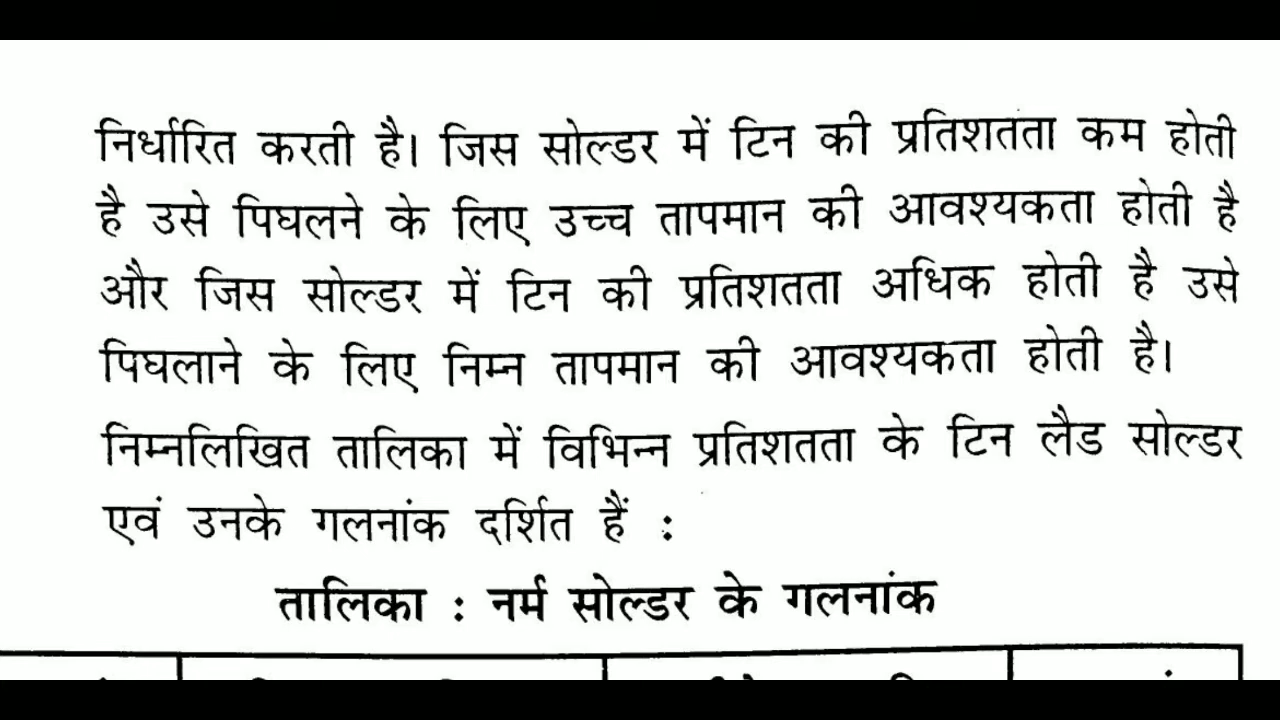 निर्धारित करती है। जिस सोल्डर में टिन की प्रतिशतता कम होती
है उसे पिघलने के लिए उच्च तापमान की आवश्यकता होती है
और जिस सोल्डर में टिन की प्रतिशतता अधिक होती है उसे
पिघलाने के लिए निम्न तापमान की आवश्यकता होती है।
निम्नलिखित तालिका में विभिन्न प्रतिशतता के टिन लैड सोल्डर
एवं उनके गलनांक दर्शित हैं :
तालिका : नर्म सोल्डर के गलनांक